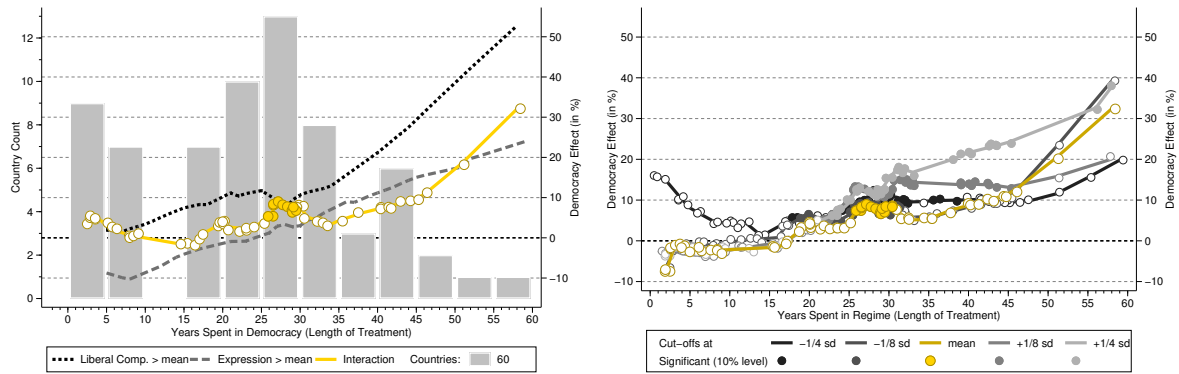 12
10
8
6
4
2
0
Country Count
50
40
30
20
10
0
−10
Democracy Effect (in %)
0 5 10 15 20 25 30 35 40 45 50 55 60
Years Spent in Democracy (Length of Treatment)
Liberal Comp. > mean Expression > mean Interaction Countries: 60
50
40
30
20
10
0
−10
Democracy Effect (in %)
50
40
30
20
10
0
−10
Democracy Effect (in %)
0 5 10 15 20 25 30 35 40 45 50 55 60
Years Spent in Regime (Length of Treatment)
Cut−offs at −1/4 sd −1/8 sd mean +1/8 sd +1/4 sd
Significant (10% level)